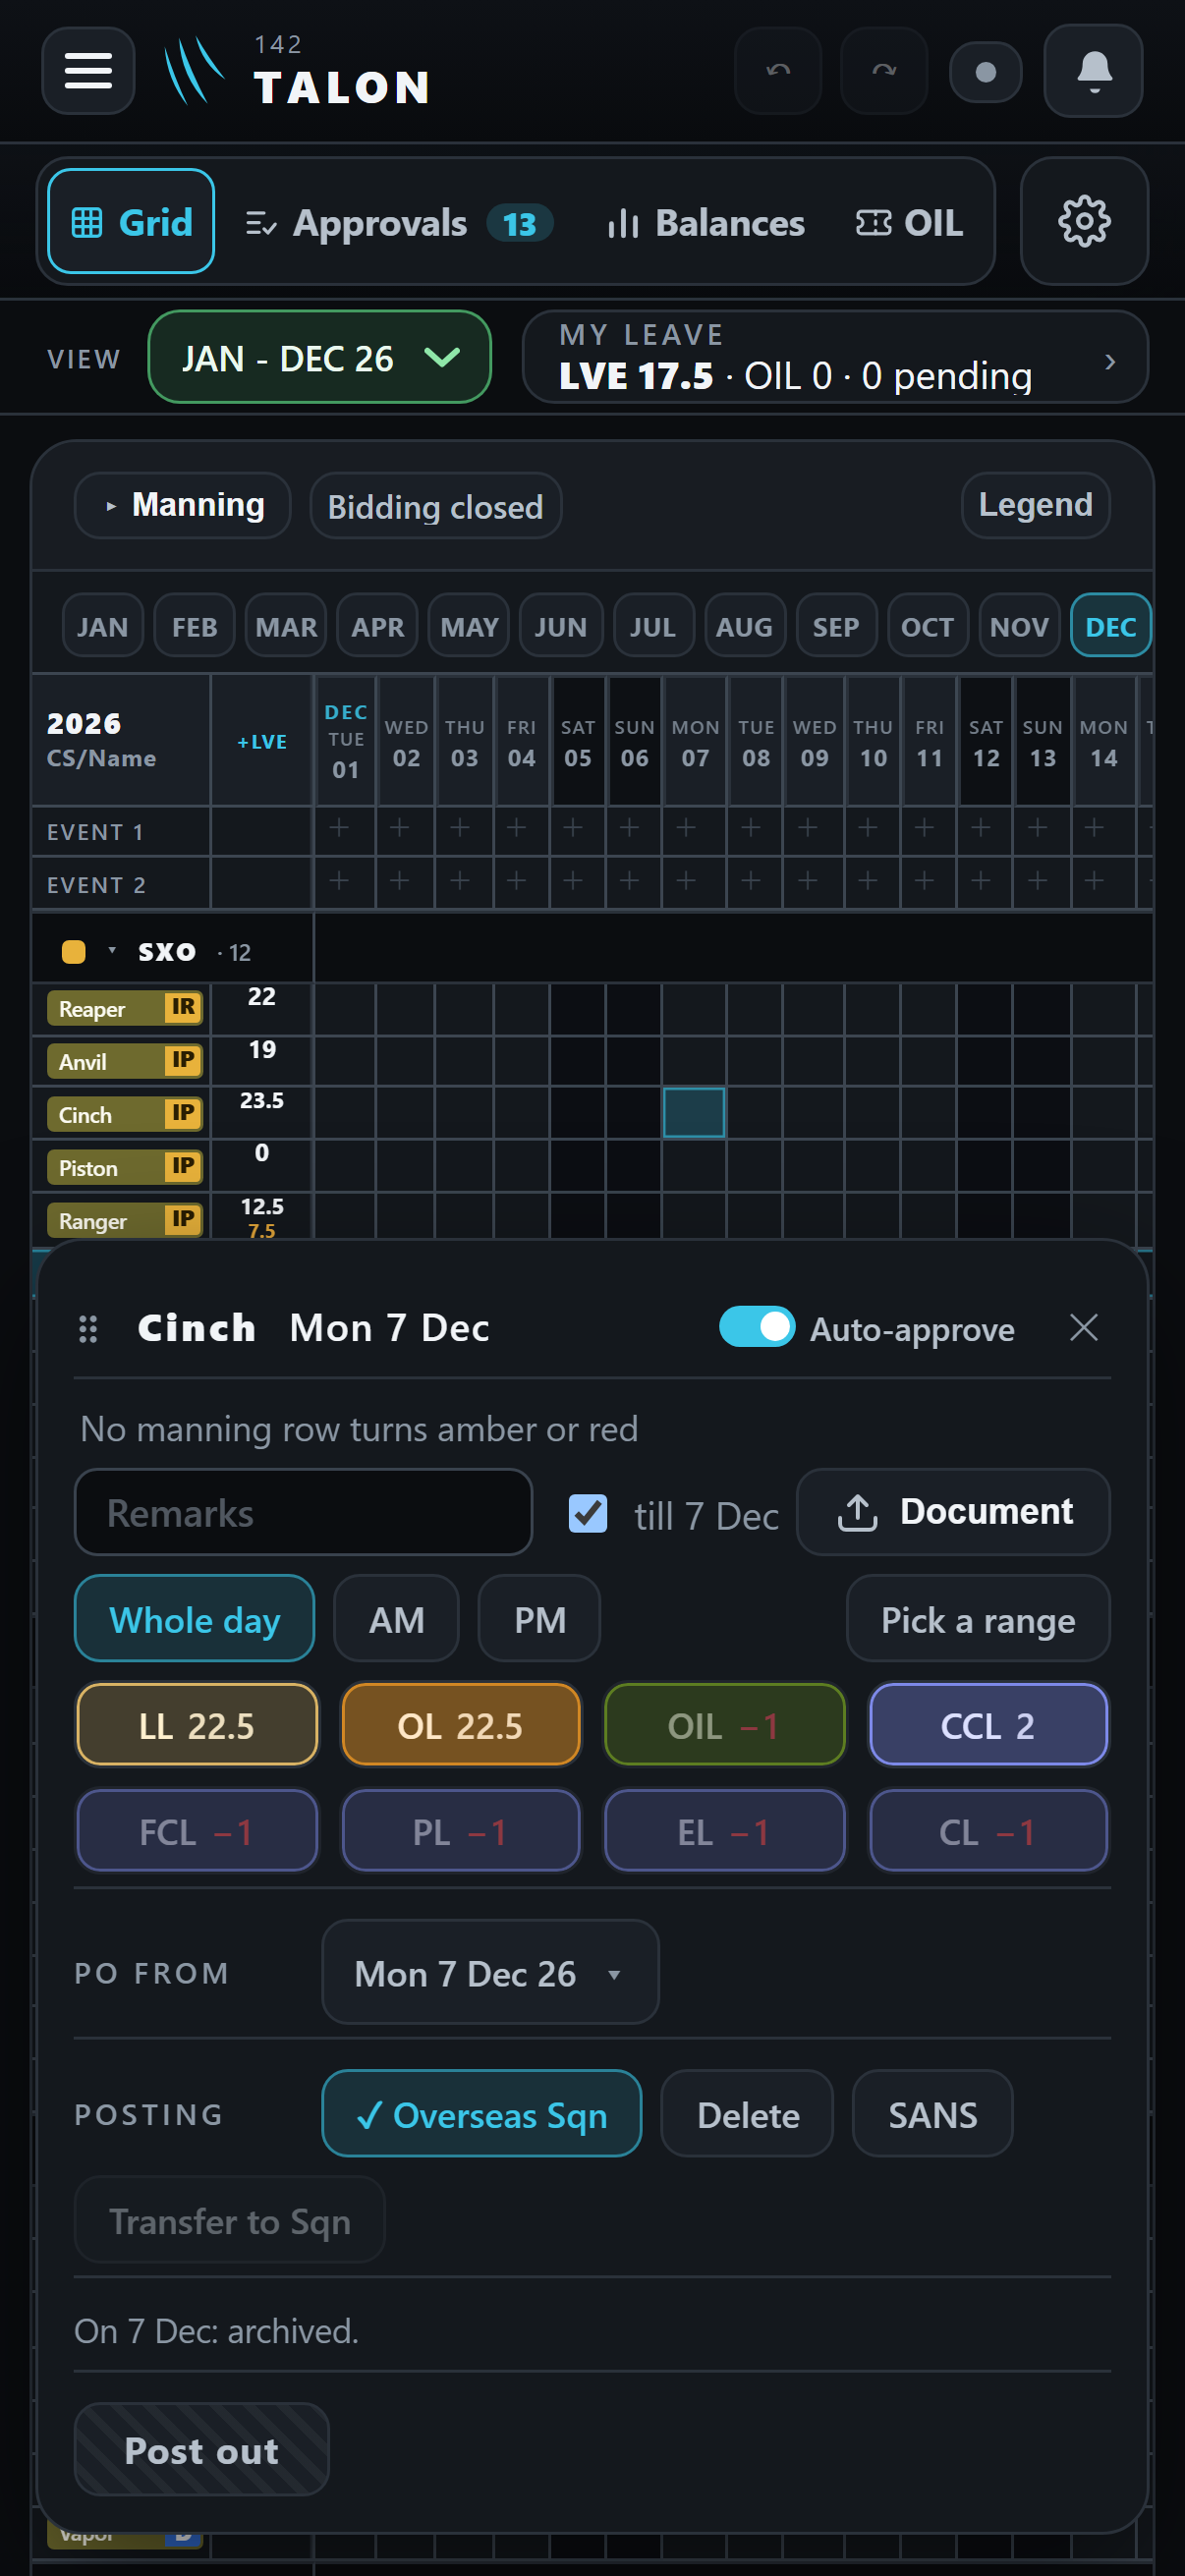 142
TALON
Grid
Approvals 13
Balances
OIL
VIEW
JAN - DEC 26
MY LEAVE
LVE 17.5 · OIL 0 · 0 pending
Manning
Bidding closed
Legend
JAN FEB MAR APR MAY JUN JUL AUG SEP OCT NOV DEC
2026
CS/Name
+LVE
DEC
TUE WED THU FRI SAT SUN MON TUE WED THU FRI SAT SUN MON
01 02 03 04 05 06 07 08 09 10 11 12 13 14
EVENT 1 + + + + + + + + + + + + + +
EVENT 2 + + + + + + + + + + + + + +
SXO · 12
Reaper IR 22
Anvil IP 19
Cinch IP 23.5
Piston IP 0
Ranger IP 12.5
7.5
Cinch Mon 7 Dec
Auto-approve
No manning row turns amber or red
Remarks
till 7 Dec
Document
Whole day AM PM
Pick a range
LL 22.5 OL 22.5 OIL −1 CCL 2
FCL −1 PL −1 EL −1 CL −1
PO FROM Mon 7 Dec 26
POSTING ✓ Overseas Sqn Delete SANS
Transfer to Sqn
On 7 Dec: archived.
Post out
Vapor